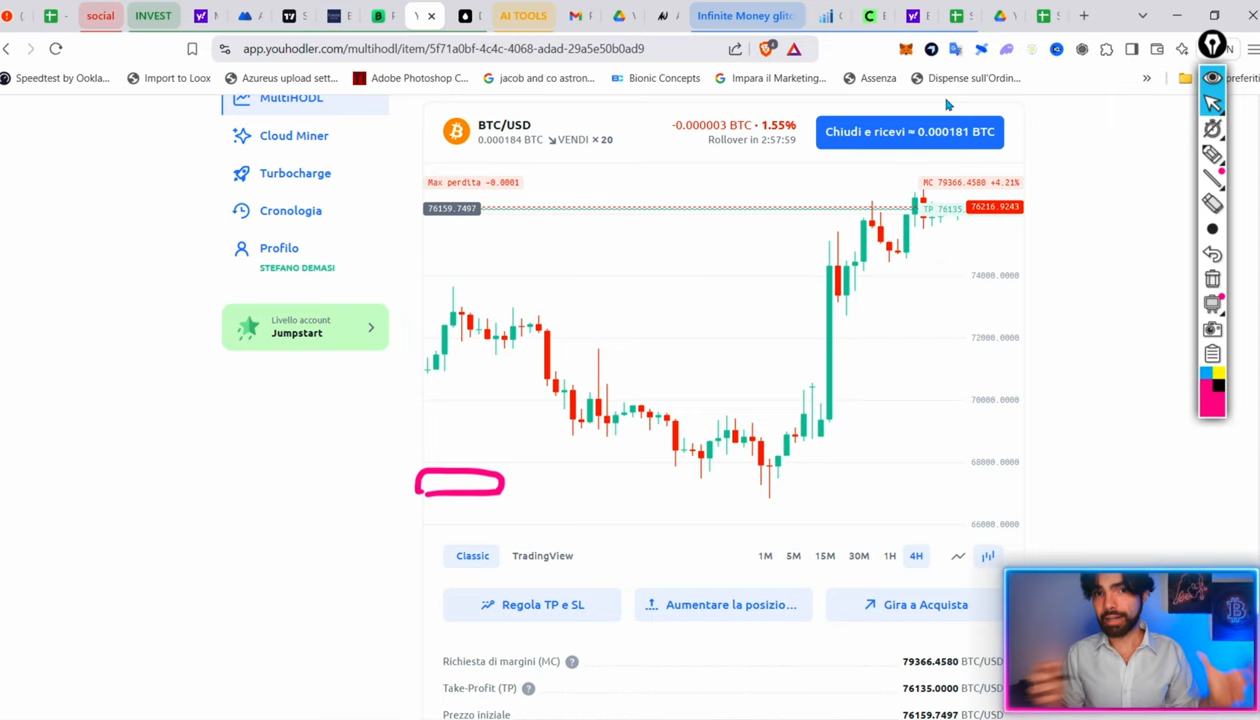 social
INVEST
AI TOOLS
Infinite Money glitc
app.youhodler.com/multihodl/item/5f71a0bf-4c4c-4068-adad-29a5e50b0ad9
Speedtest by Ookla...
Import to Loox
Azureus upload sett...
Adobe Photoshop C...
jacob and co astron...
Bionic Concepts
Impara il Marketing...
Assenza
Dispense sull'Ordin...
»
preferiti
MultiHODL
Cloud Miner
Turbocharge
Cronologia
Profilo
STEFANO DEMASI
Livello account
Jumpstart
BTC/USD
0.000184 BTC ↘VENDI × 20
-0.000003 BTC • 1.55%
Rollover in 2:57:59
Chiudi e ricevi ≈ 0.000181 BTC
Max perdita -0.0001
MC 79366.4580 +4.21%
76159.7497
TP 76135.
76216.9243
74000.0000
72000.0000
70000.0000
68000.0000
66000.0000
Classic
TradingView
1M
5M
15M
30M
1H
4H
Regola TP e SL
Aumentare la posizio...
Gira a Acquista
Richiesta di margini (MC) ?
79366.4580 BTC/USD
Take-Profit (TP) ?
76135.0000 BTC/USD
Prezzo iniziale
76159.7497 BTC/USD